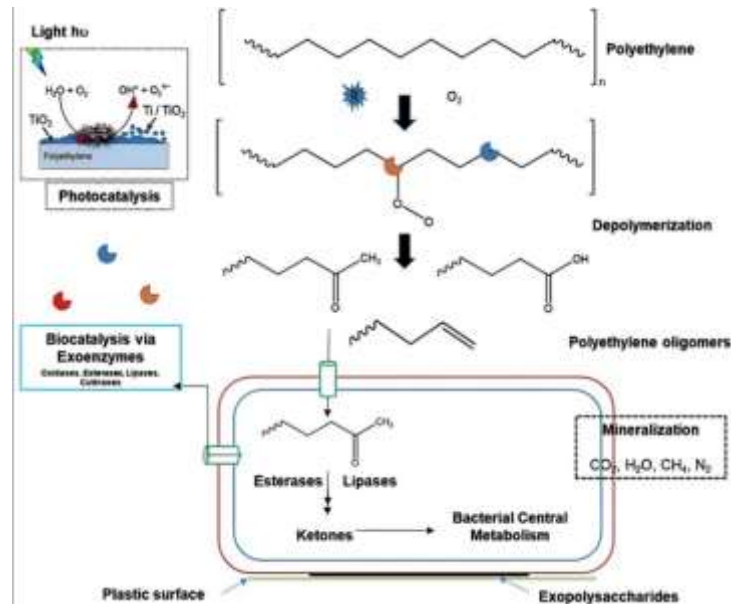 Light hυ
H₂O + O₂
OH• + O₂•−
Ti / TiO₂
TiO₂
Polyethylene
Photocatalysis
Polyethylene
n
O₂
O
O
Depolymerization
CH₃
O
OH
O
Polyethylene oligomers
Biocatalysis via
Exoenzymes
Oxidases, Esterases, Lipases,
Cutinases
CH₃
O
Esterases Lipases
Ketones
Bacterial Central
Metabolism
Mineralization
CO₂, H₂O, CH₄, N₂
Plastic surface
Exopolysaccharides